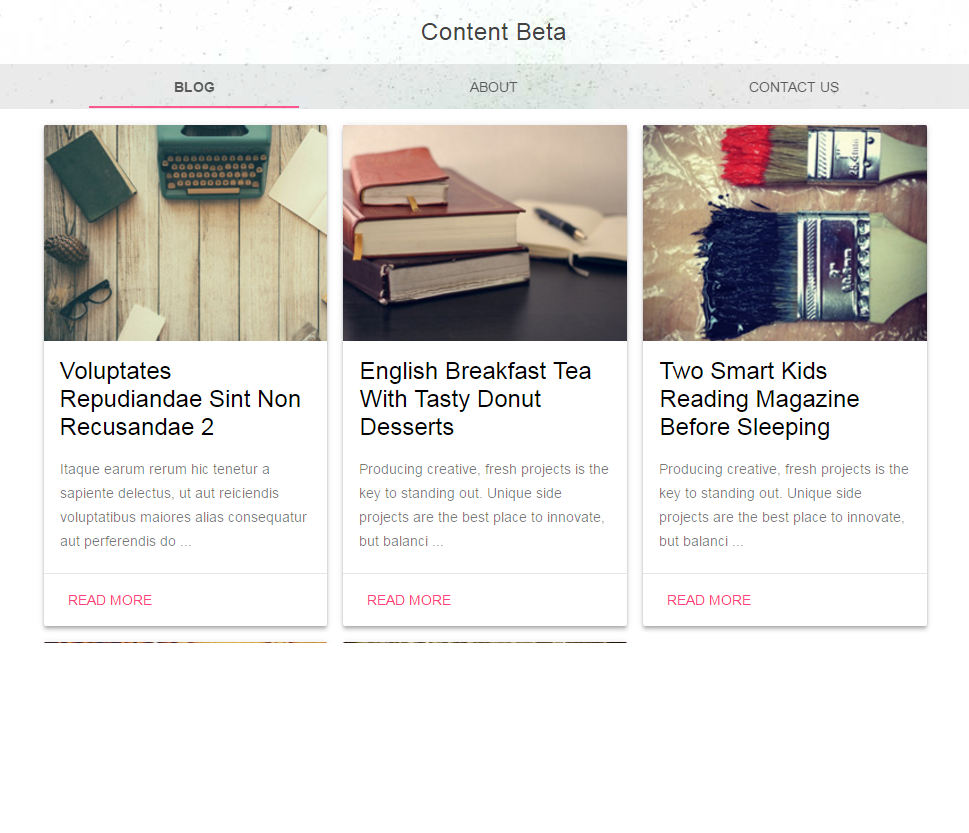 Content Beta
BLOG
ABOUT
CONTACT US
Voluptates
Repudiandae Sint Non
Recusandae 2
Itaque earum rerum hic tenetur a
sapiente delectus, ut aut reiciendis
voluptatibus maiores alias consequatur
aut perferendis do ...
READ MORE
English Breakfast Tea
With Tasty Donut
Desserts
Producing creative, fresh projects is the
key to standing out. Unique side
projects are the best place to innovate,
but balanci ...
READ MORE
Two Smart Kids
Reading Magazine
Before Sleeping
Producing creative, fresh projects is the
key to standing out. Unique side
projects are the best place to innovate,
but balanci ...
READ MORE